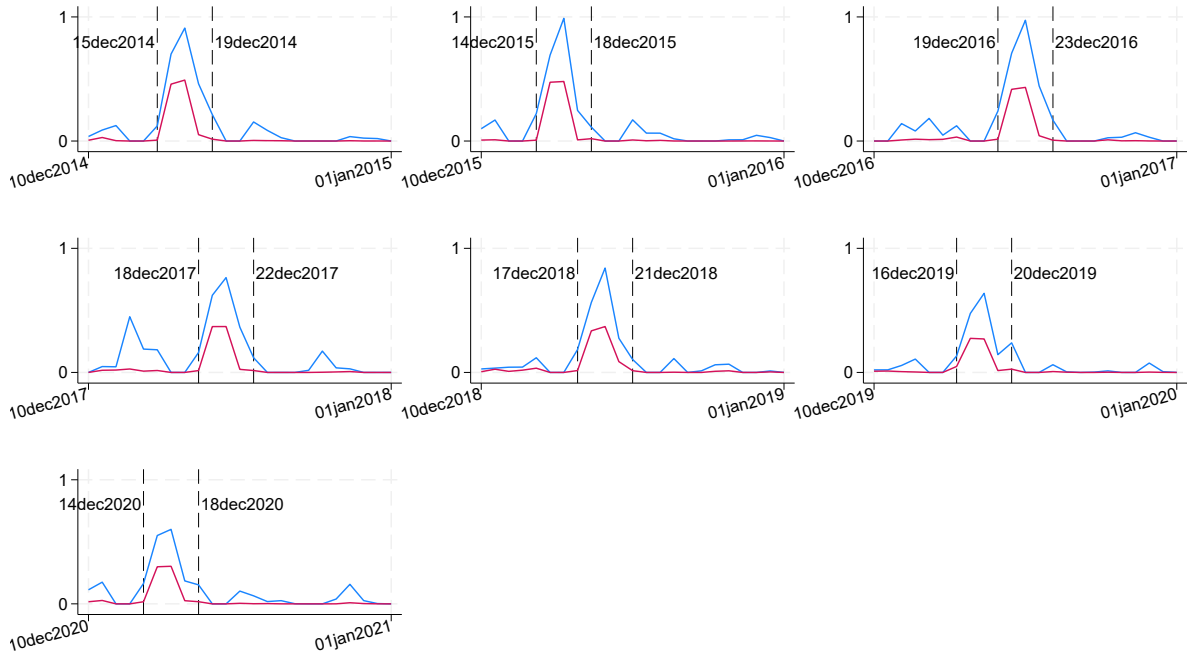 1
15dec2014 19dec2014
0
10dec2014 01jan2015
1
14dec2015 18dec2015
0
10dec2015 01jan2016
1
19dec2016 23dec2016
0
10dec2016 01jan2017
1
18dec2017 22dec2017
0
10dec2017 01jan2018
1
17dec2018 21dec2018
0
10dec2018 01jan2019
1
16dec2019 20dec2019
0
10dec2019 01jan2020
1
14dec2020 18dec2020
0
10dec2020 01jan2021